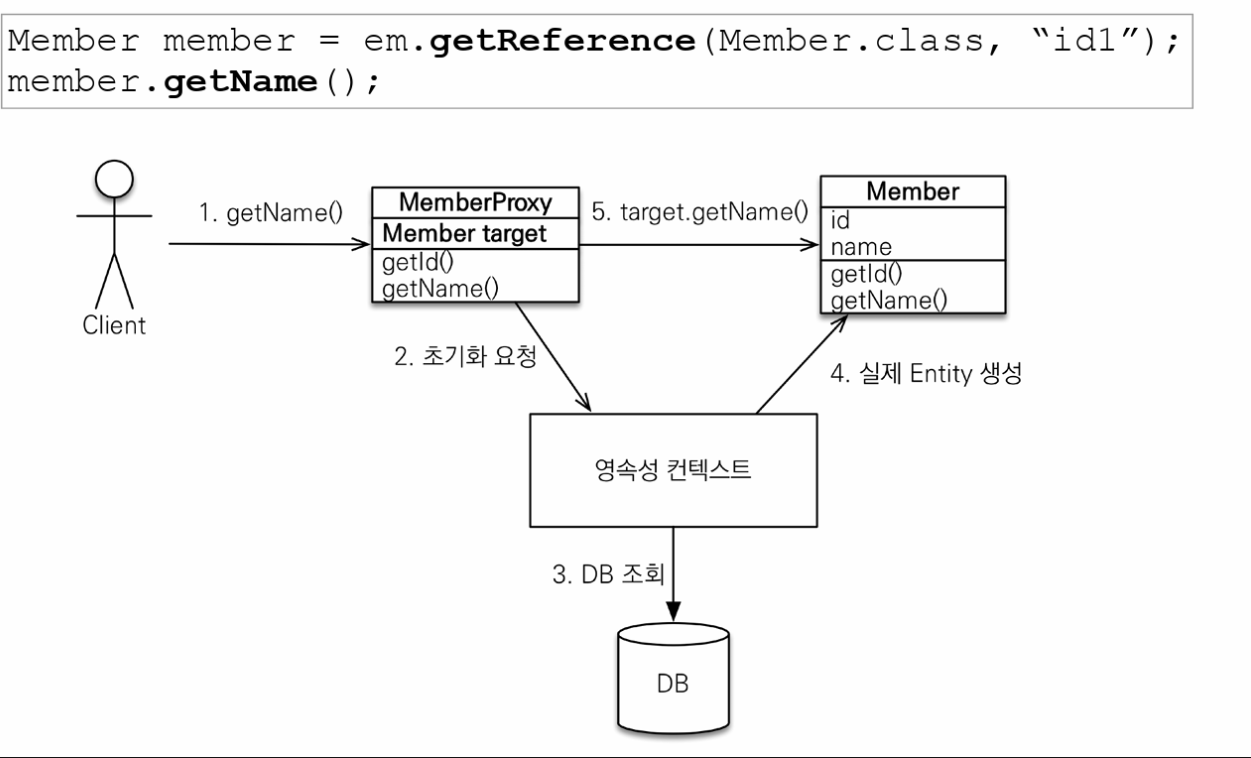 Member member = em.getReference(Member.class, “id1”);
member.getName();
1. getName()
MemberProxy
Member target
getId()
getName()
5. target.getName()
Member
id
name
getId()
getName()
Client
2. 초기화 요청
4. 실제 Entity 생성
영속성 컨텍스트
3. DB 조회
DB